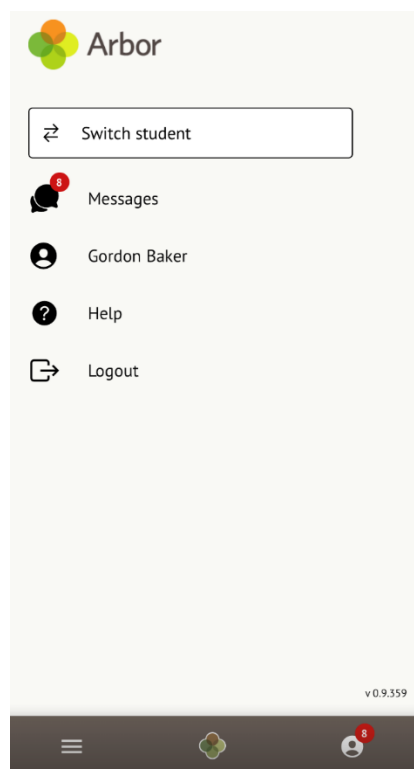 Arbor
Switch student
8
Messages
Gordon Baker
?
Help
Logout
v 0.9.359
8